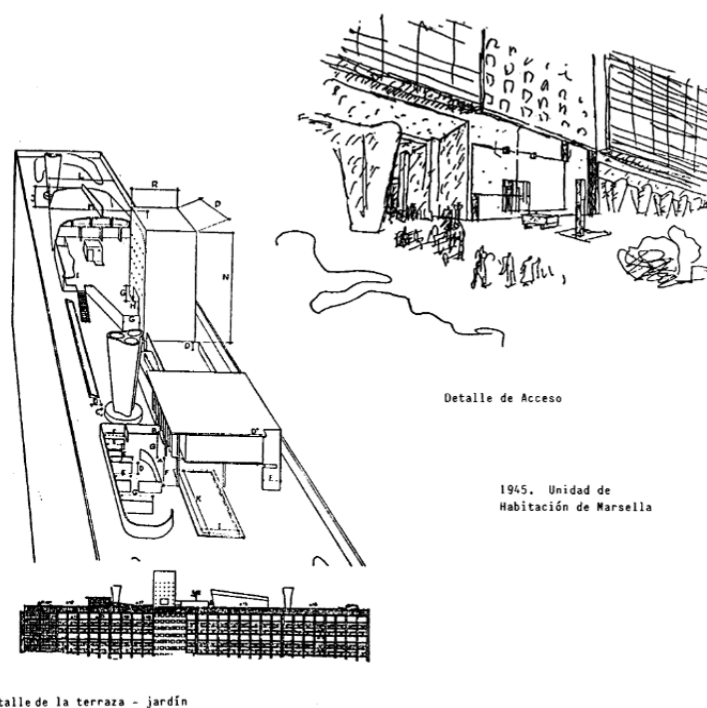 Detalle de Acceso
1945. Unidad de
Habitación de Marsella
talle de la terraza - jardín